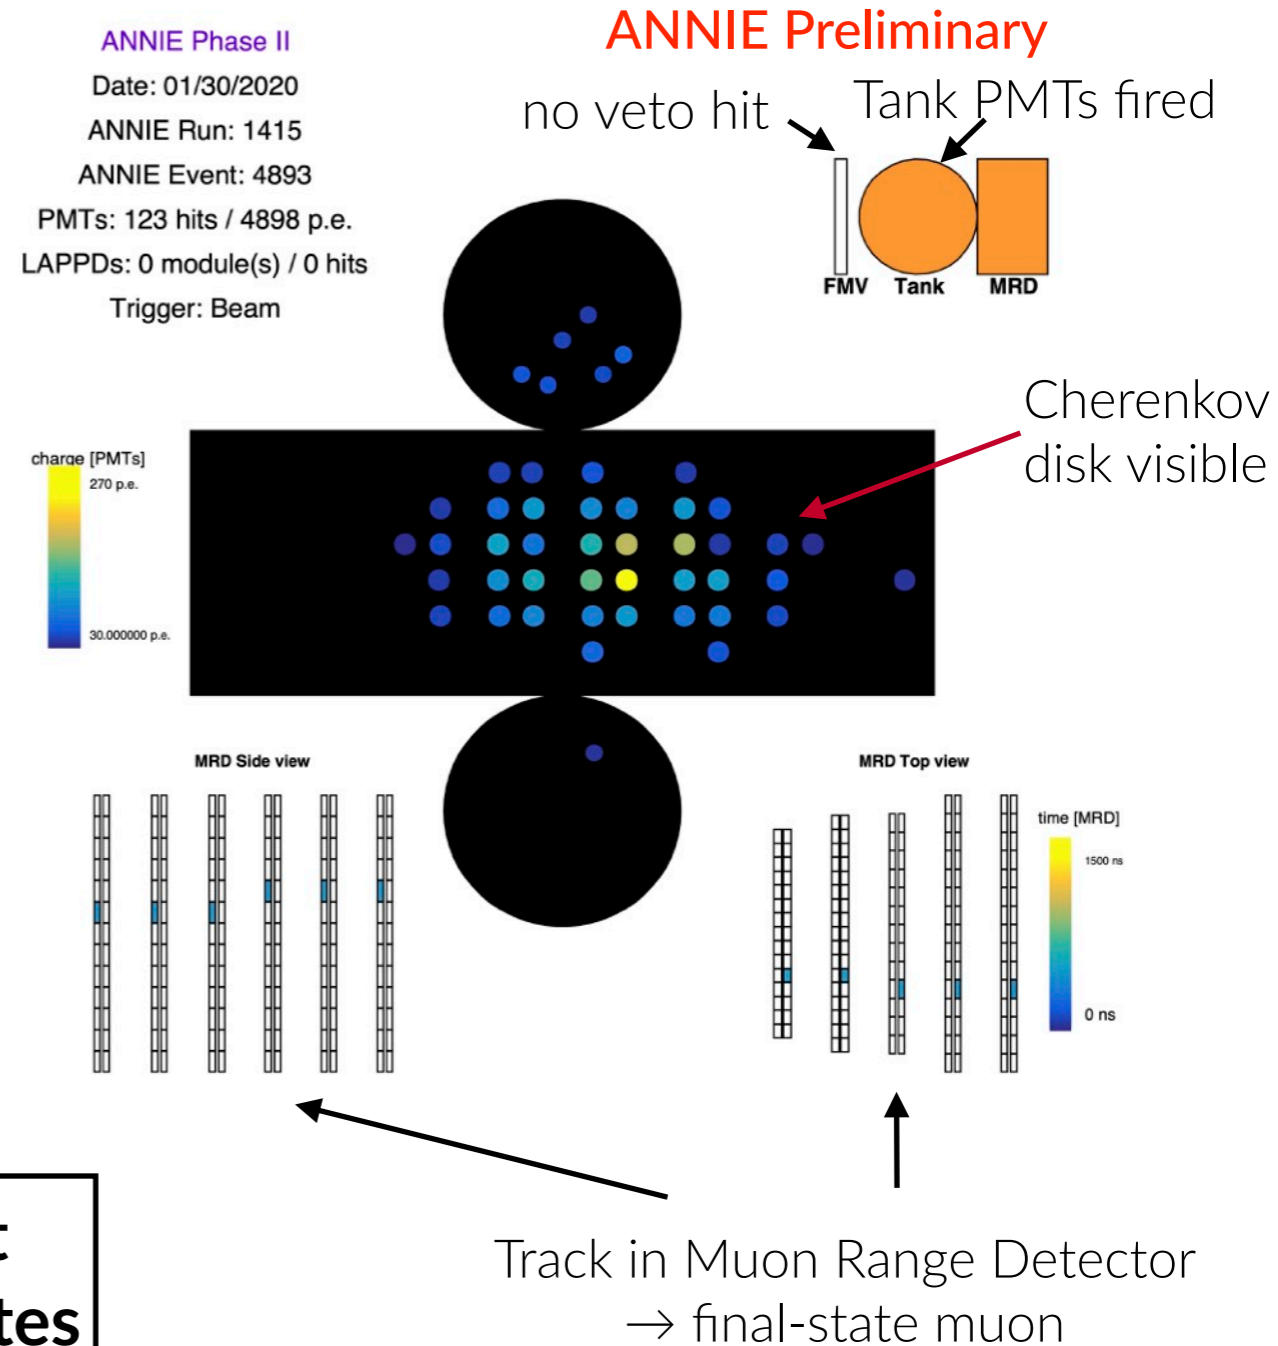 ANNIE Phase II
Date: 01/30/2020
ANNIE Run: 1415
ANNIE Event: 4893
PMTs: 123 hits / 4898 p.e.
LAPPDs: 0 module(s) / 0 hits
Trigger: Beam
ANNIE Preliminary
no veto hit
Tank PMTs fired
FMV
Tank
MRD
Cherenkov
disk visible
charge [PMTs]
270 p.e.
30.000000 p.e.
MRD Side view
MRD Top view
time [MRD]
1500 ns
0 ns
Track in Muon Range Detector
→ final-state muon